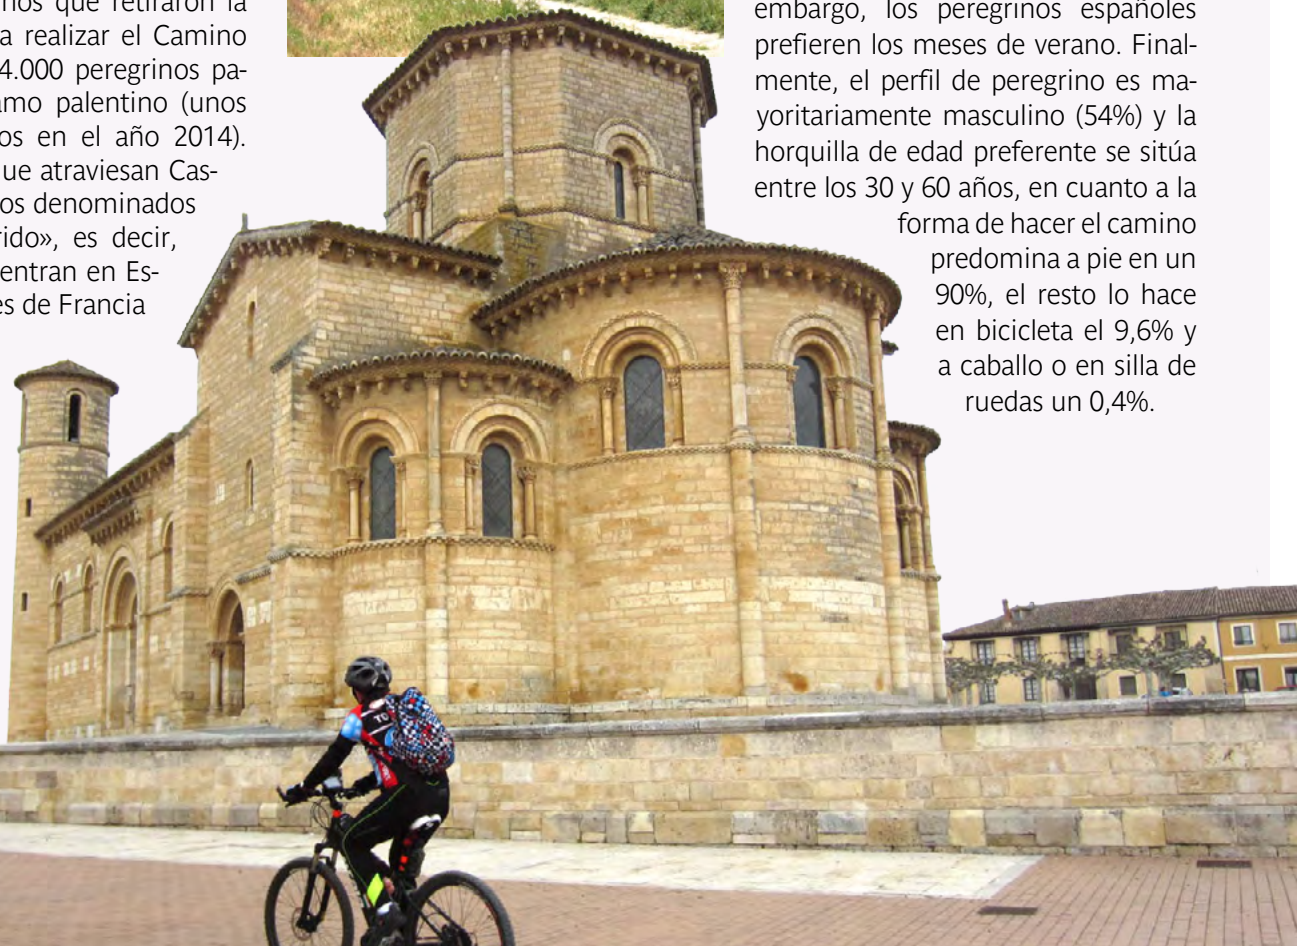 nos que retiraron la
a realizar el Camino
4.000 peregrinos pa-
amo palentino (unos
os en el año 2014).
ue atraviesan Cas-
os denominados
rido», es decir,
entran en Es-
es de Francia
embargo, los peregrinos españoles
prefieren los meses de verano. Final-
mente, el perfil de peregrino es ma-
yoritariamente masculino (54%) y la
horquilla de edad preferente se sitúa
entre los 30 y 60 años, en cuanto a la
forma de hacer el camino
predomina a pie en un
90%, el resto lo hace
en bicicleta el 9,6% y
a caballo o en silla de
ruedas un 0,4%.